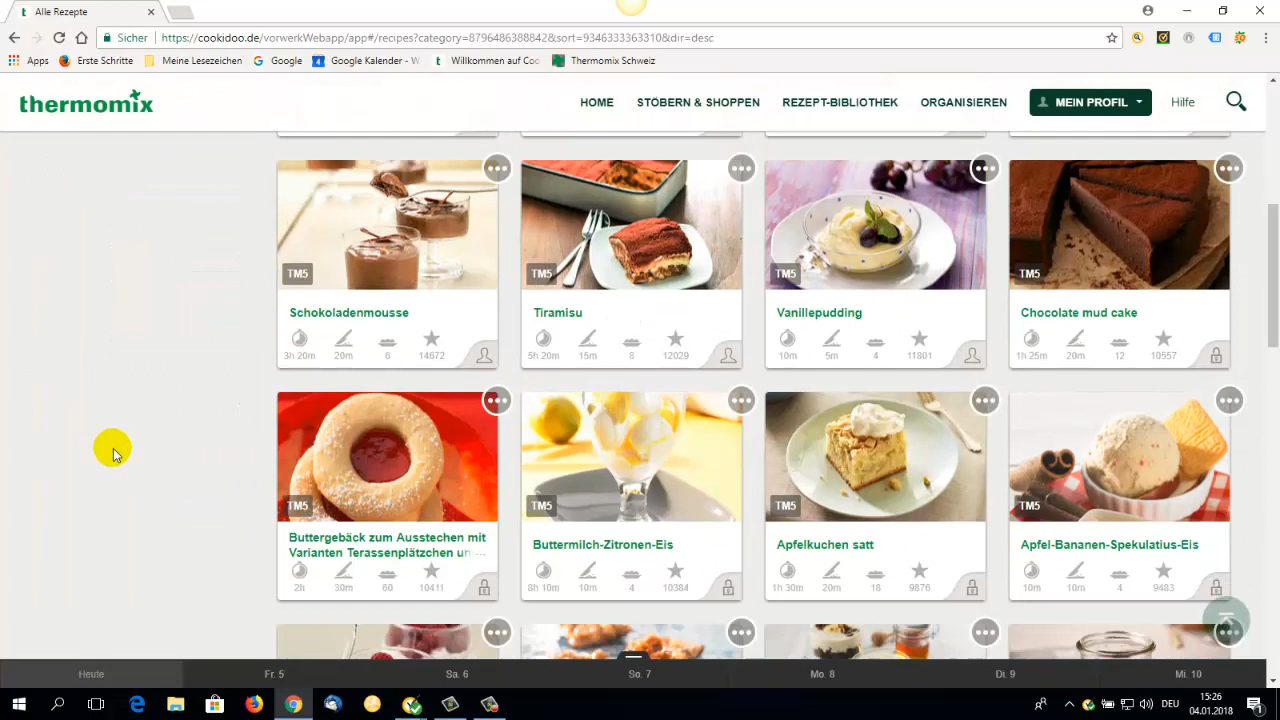 Alle Rezepte
Sicher https://cookidoo.de/vorwerkWebapp/app#/recipes?category=8796486388842&sort=93463333633108&dir=desc
Apps Erste Schritte Meine Lesezeichen Google Google Kalender - W Willkommen auf Coo Thermomix Schweiz
thermomix HOME STÖBERN & SHOPPEN REZEPT-BIBLIOTHEK ORGANISIEREN MEIN PROFIL Hilfe
TM5 TM5 TM5 TM5
Schokoladenmousse Tiramisu Vanillepudding Chocolate mud cake
3h 20m 20m 6 14672 5h 20m 15m 8 12029 10m 5m 4 11801 1h 25m 20m 12 10557
TM5 TM5 TM5 TM5
Buttergebäck zum Ausstechen mit Buttermilch-Zitronen-Eis Apfelkuchen satt Apfel-Bananen-Spekulatius-Eis
Varianten Terassenplätzchen un ...
2h 30m 60 10411 8h 10m 10m 4 10384 1h 30m 20m 18 9876 10m 10m 4 9483
Heute Fr. 5 Sa. 6 So. 7 Mo. 8 Di. 9 Mi. 10
DEU 15:26
04.01.2018